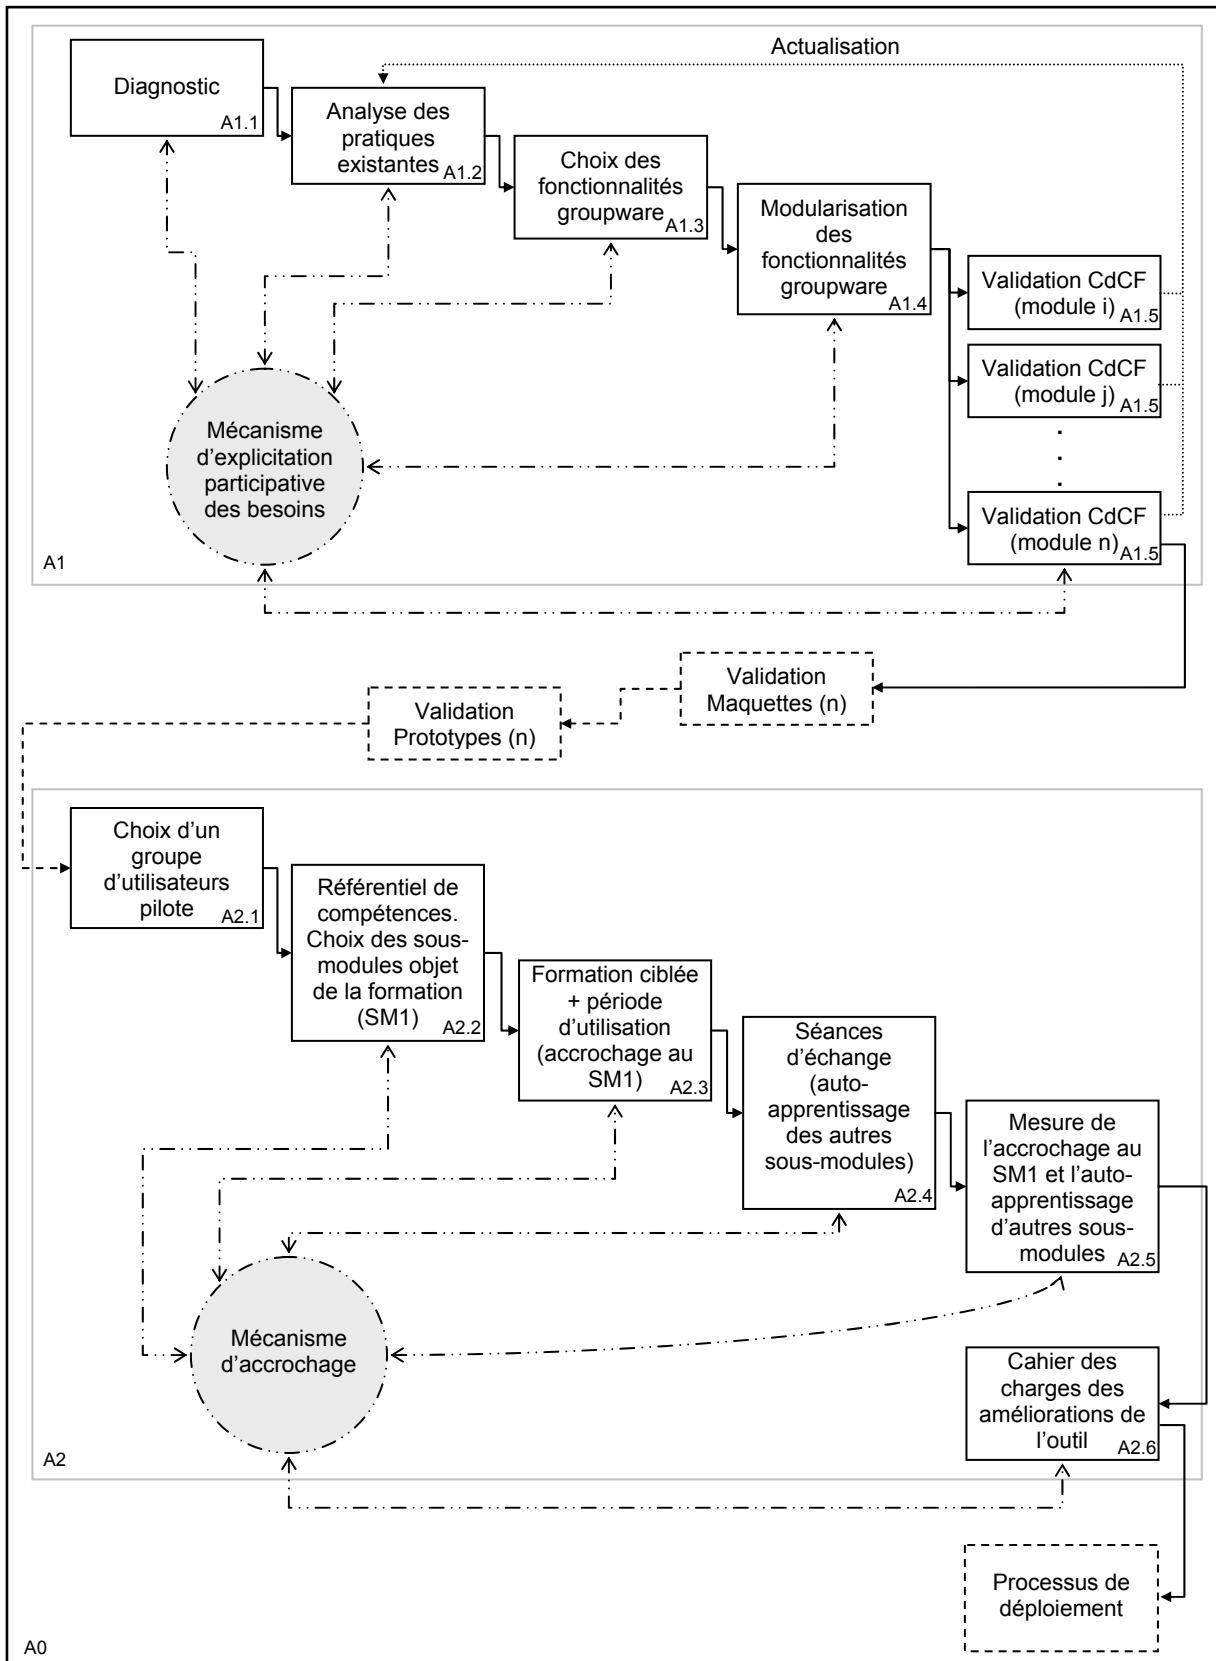 Actualisation
Diagnostic
A1.1
Analyse des
pratiques
existantes
A1.2
Choix des
fonctionnalités
groupware
A1.3
Modularisation
des
fonctionnalités
groupware
A1.4
Validation CdCF
(module i)
A1.5
Validation CdCF
(module j)
A1.5
.
.
.
Validation CdCF
(module n)
A1.5
Mécanisme
d’explicitation
participative
des besoins
A1
Validation
Maquettes (n)
Validation
Prototypes (n)
Choix d’un
groupe
d’utilisateurs
pilote
A2.1
Référentiel de
compétences.
Choix des sous-
modules objet
de la formation
(SM1)
A2.2
Formation ciblée
+ période
d’utilisation
(accrochage au
SM1)
A2.3
Séances
d’échange
(auto-
apprentissage
des autres
sous-modules)
A2.4
Mesure de
l’accrochage au
SM1 et l’auto-
apprentissage
d’autres sous-
modules
A2.5
Mécanisme
d’accrochage
Cahier des
charges des
améliorations de
l’outil
A2.6
A2
Processus de
déploiement
A0